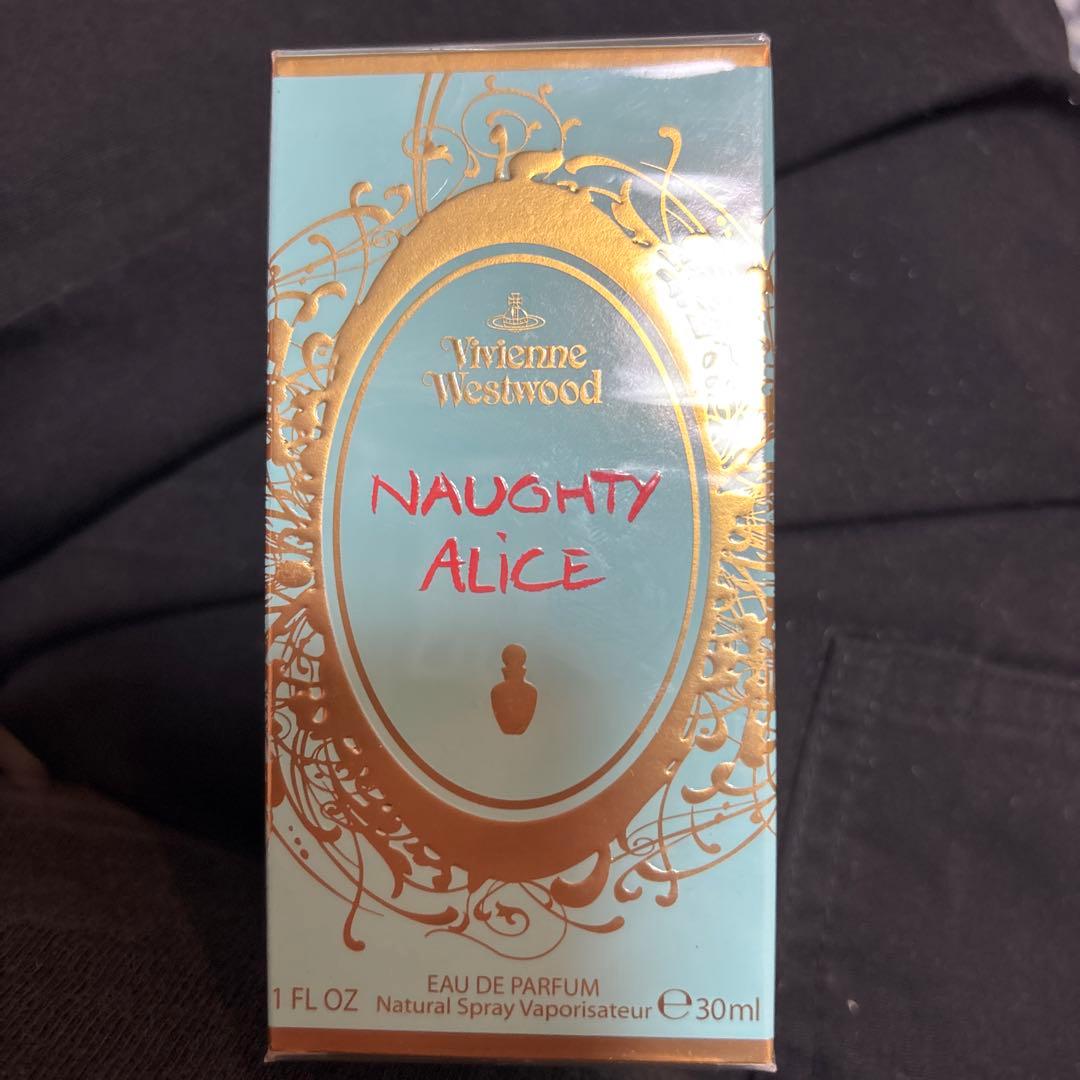 Vivienne
Westwood
NAUGHTY
ALiCE
EAU DE PARFUM
1 FL OZ Natural Spray Vaporisateur ℮ 30ml